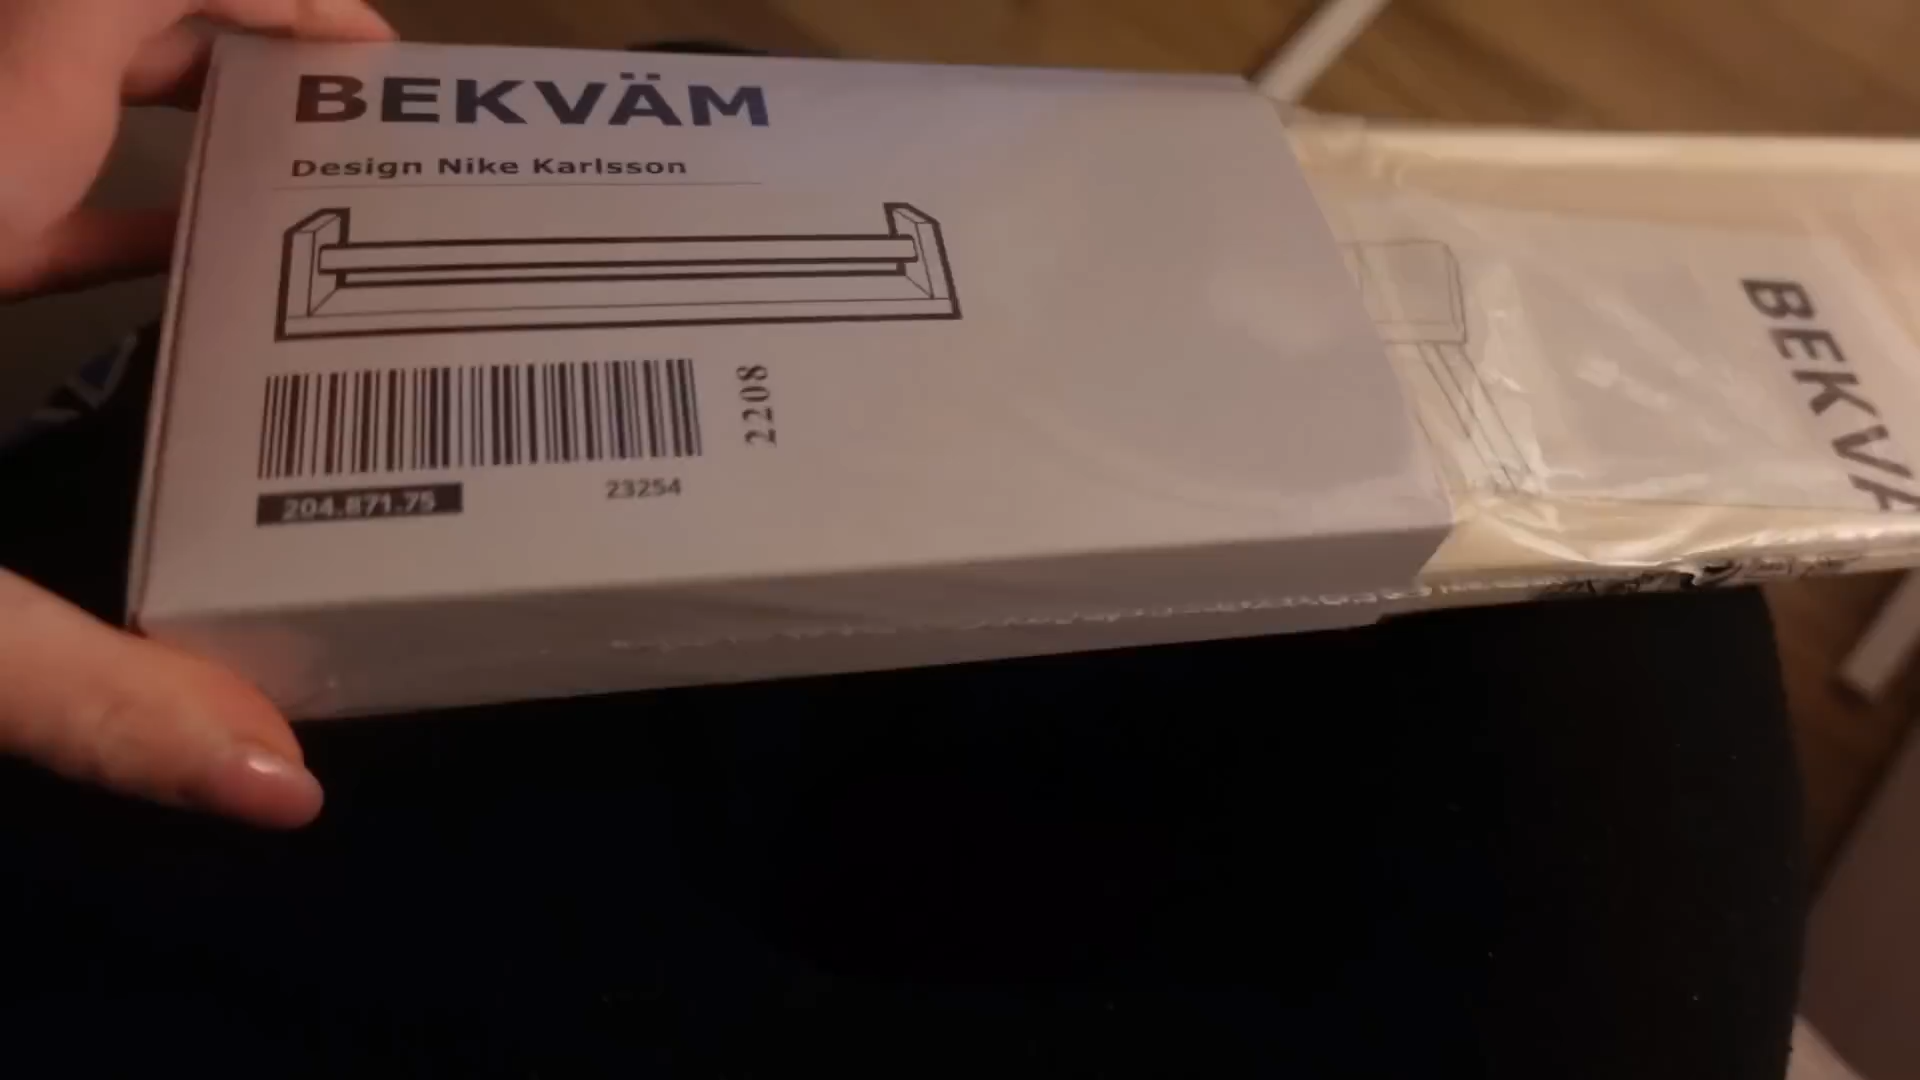 BEKVÄM
Design Nike Karlsson
2208
204.871.75
23254
BEKVÄ